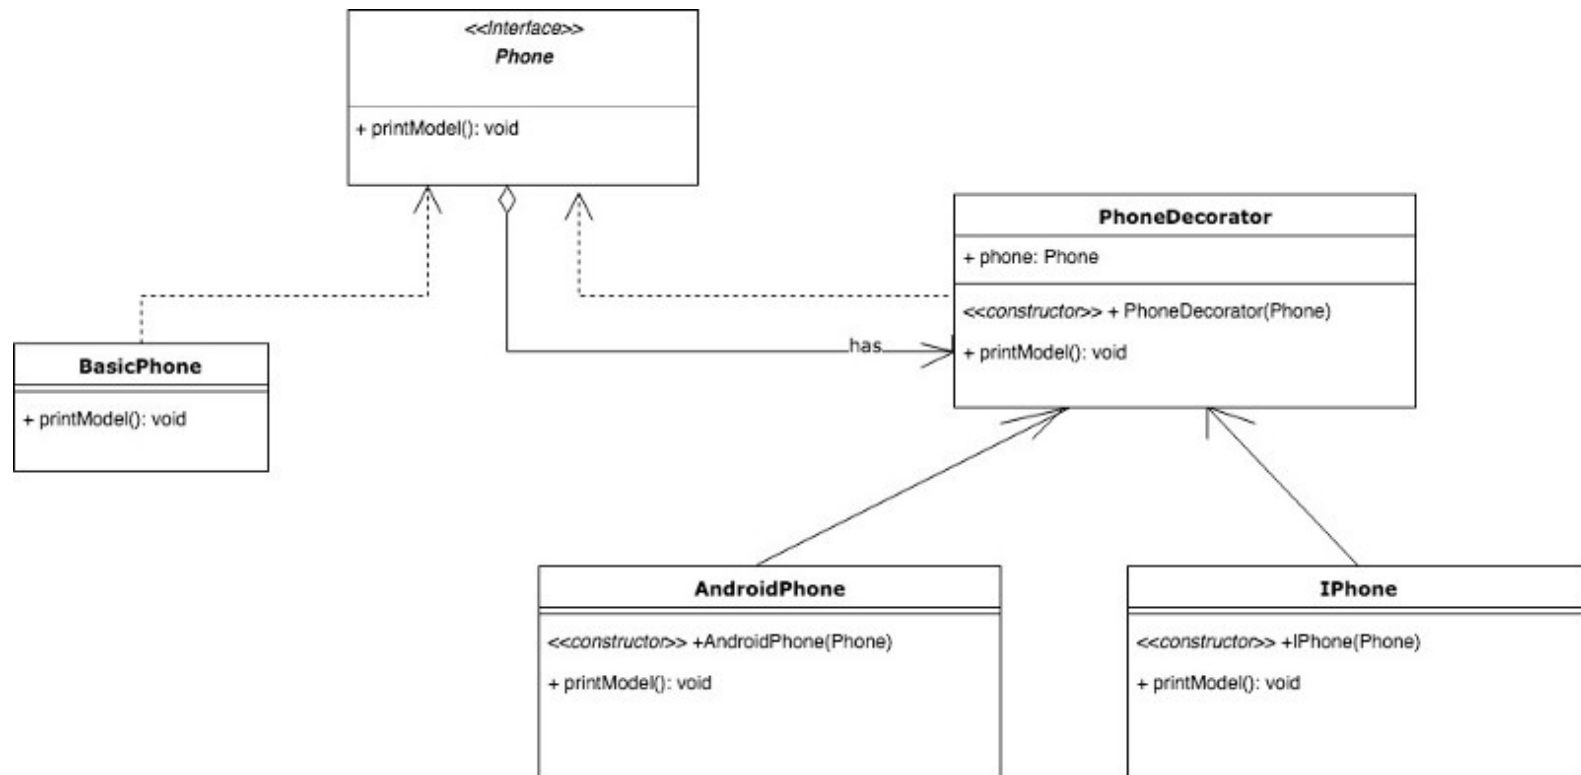 <<Interface>>
Phone
+ printModel(): void
PhoneDecorator
+ phone: Phone
<<constructor>> + PhoneDecorator(Phone)
+ printModel(): void
has
BasicPhone
+ printModel(): void
AndroidPhone
<<constructor>> +AndroidPhone(Phone)
+ printModel(): void
IPhone
<<constructor>> +IPhone(Phone)
+ printModel(): void